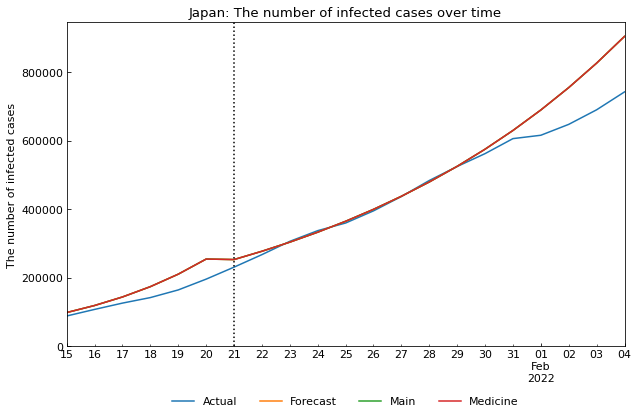 Japan: The number of infected cases over time
The number of infected cases
800000
600000
400000
200000
0
15 16 17 18 19 20 21 22 23 24 25 26 27 28 29 30 31 01 02 03 04
Feb
2022
Actual Forecast Main Medicine